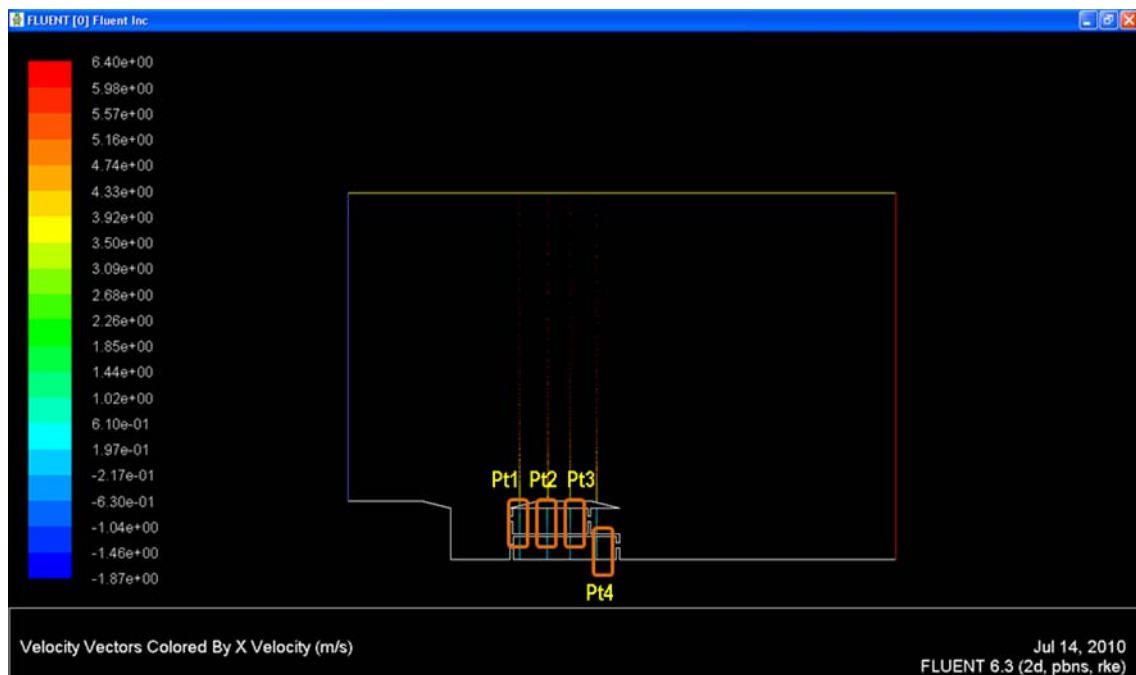 FLUENT [0] Fluent Inc
6.40e+00
5.98e+00
5.57e+00
5.16e+00
4.74e+00
4.33e+00
3.92e+00
3.50e+00
3.09e+00
2.68e+00
2.26e+00
1.85e+00
1.44e+00
1.02e+00
6.10e-01
1.97e-01
-2.17e-01
-6.30e-01
-1.04e+00
-1.46e+00
-1.87e+00
Pt1 Pt2 Pt3
Pt4
Velocity Vectors Colored By X Velocity (m/s)
Jul 14, 2010
FLUENT 6.3 (2d, pbns, rke)